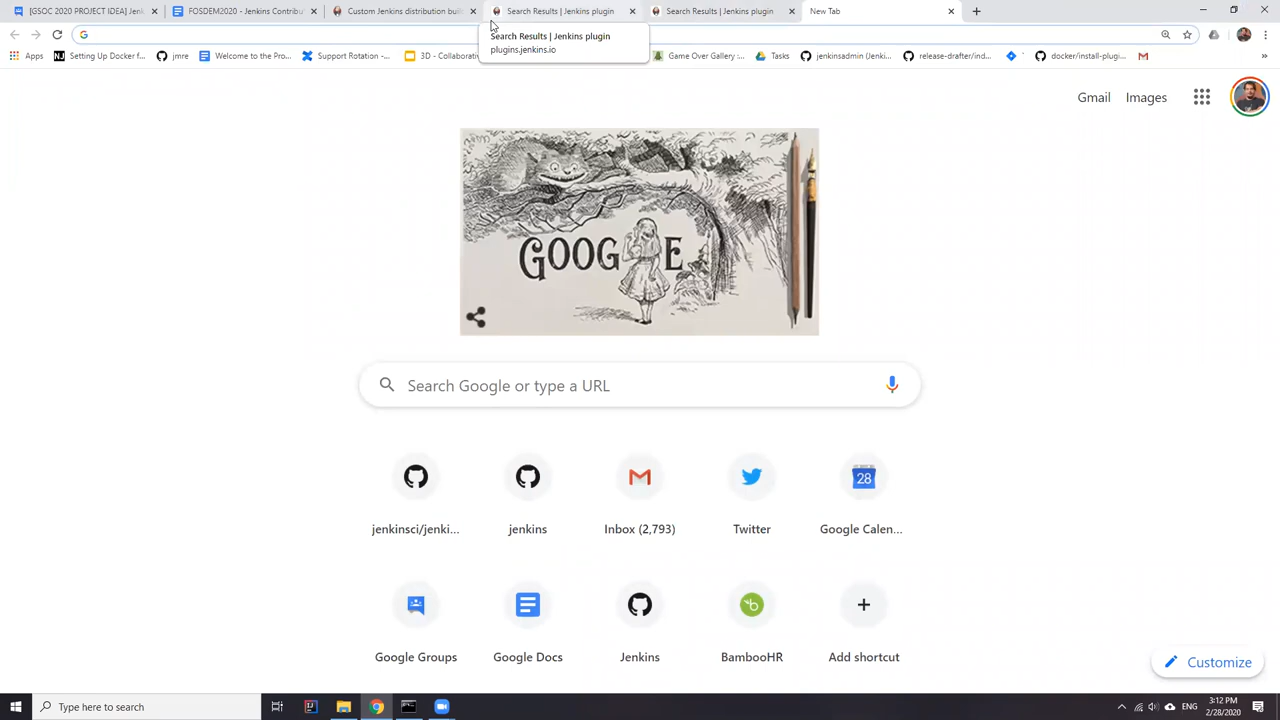 [GSOC 2020 PROJECT IDEA] Jenk
FOSDEM2020 - Jenkins Contribu
Custom Jenkins distribution buil
Search Results | Jenkins plugin
Search Results | Jenkins plugin
New Tab
Search Results | Jenkins plugin
plugins.jenkins.io
Apps
Setting Up Docker f...
jmre
Welcome to the Pro...
Support Rotation -...
3D - Collaborati
Game Over Gallery :...
Tasks
jenkinsadmin (Jenki...
release-drafter/ind...
docker/install-plugi...
»
Gmail
Images
GOOG E
Search Google or type a URL
28
jenkinsci/jenki...
jenkins
Inbox (2,793)
Twitter
Google Calen...
Google Groups
Google Docs
Jenkins
BambooHR
Add shortcut
Customize
Type here to search
ENG
3:12 PM
2/28/2020